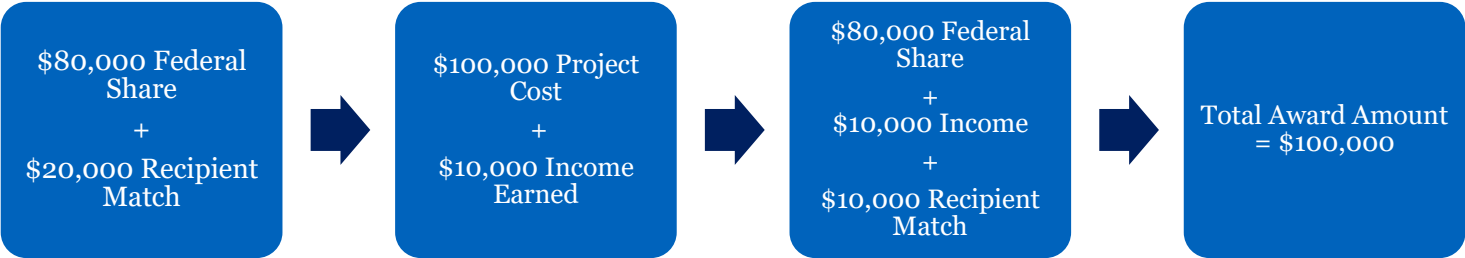 $80,000 Federal
Share
+
$20,000 Recipient
Match
$100,000 Project
Cost
+
$10,000 Income
Earned
$80,000 Federal
Share
+
$10,000 Income
+
$10,000 Recipient
Match
Total Award Amount
= $100,000